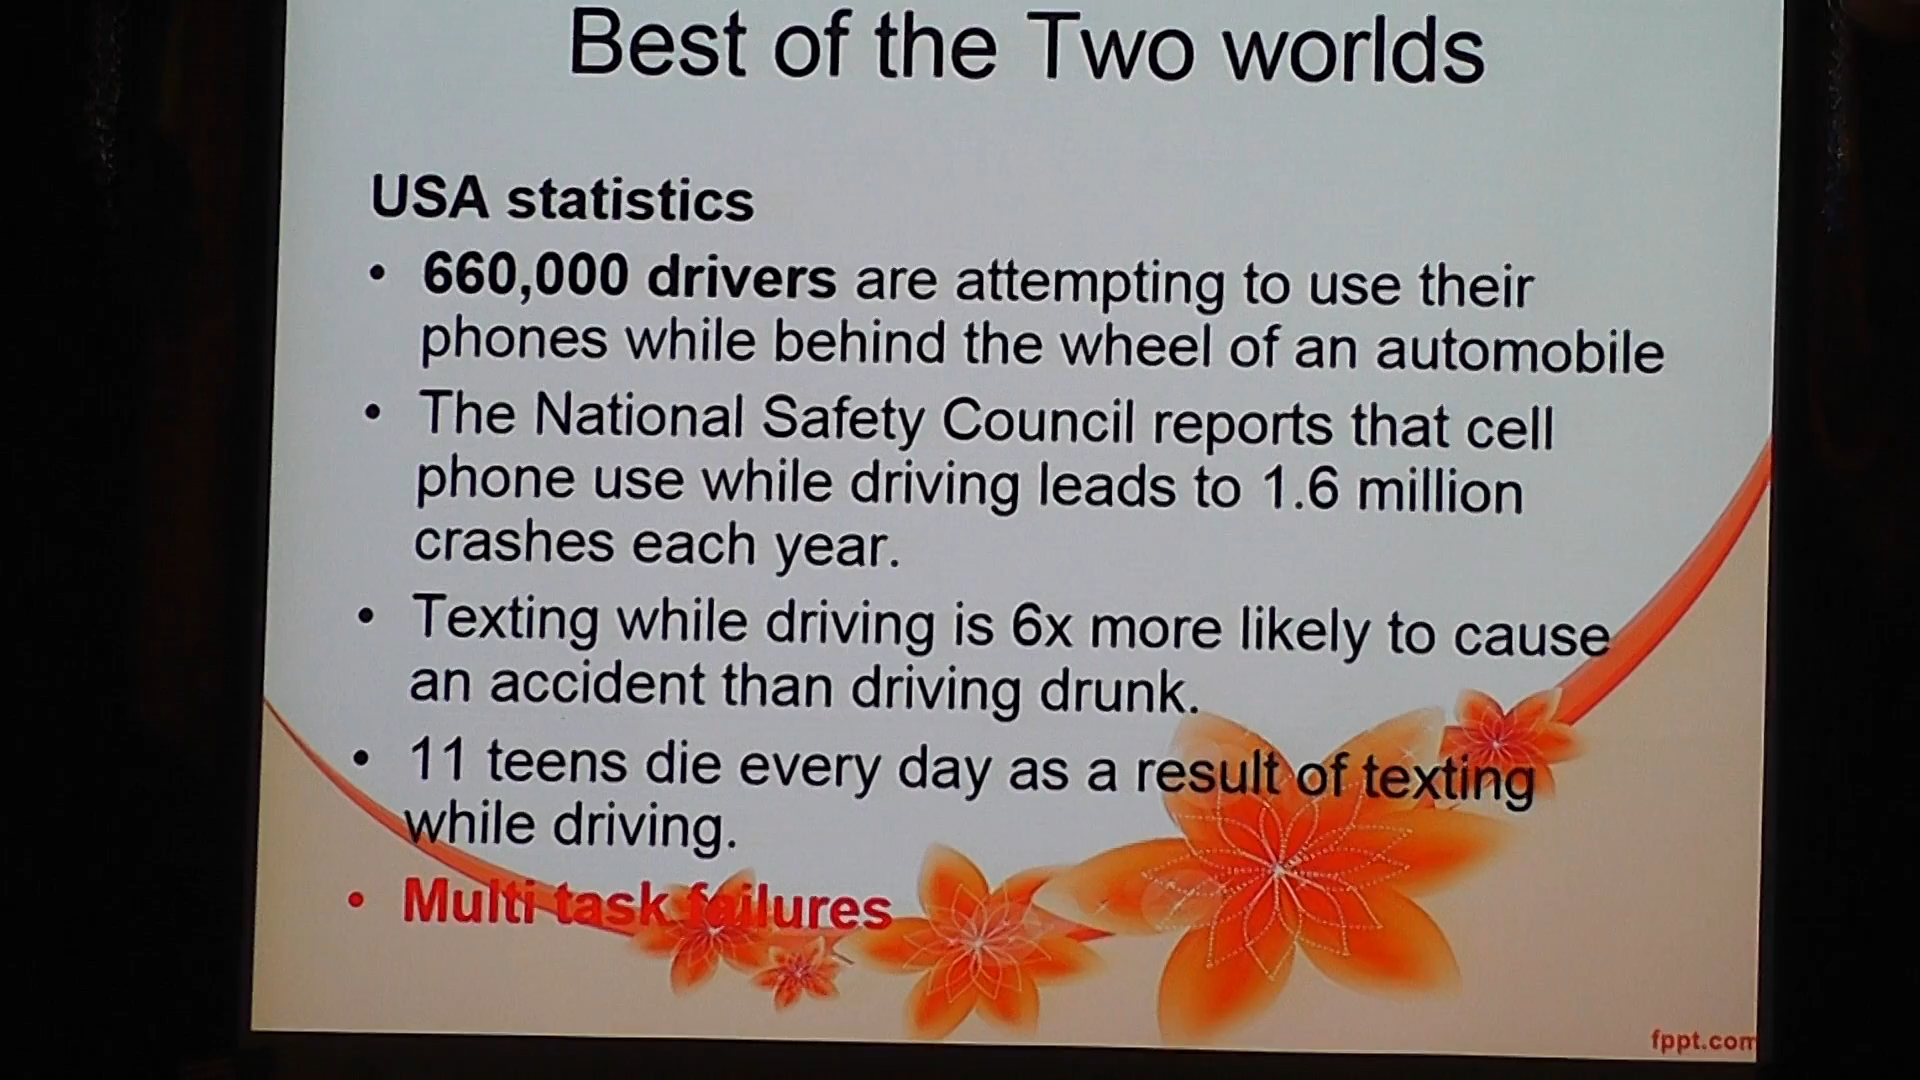 Best of the Two worlds
USA statistics
• 660,000 drivers are attempting to use their
phones while behind the wheel of an automobile
• The National Safety Council reports that cell
phone use while driving leads to 1.6 million
crashes each year.
• Texting while driving is 6x more likely to cause
an accident than driving drunk.
• 11 teens die every day as a result of texting
while driving.
• Multi task failures
fppt.com